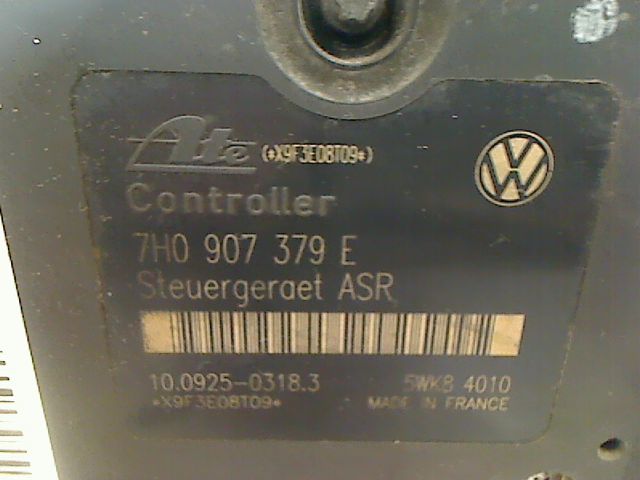 Ate (*X9F3E08T09*)
Controller
7H0 907 379 E
Steuergeraet ASR
10.0925-0318.3 5WK8 4010
*X9F3E08T09* MADE IN FRANCE